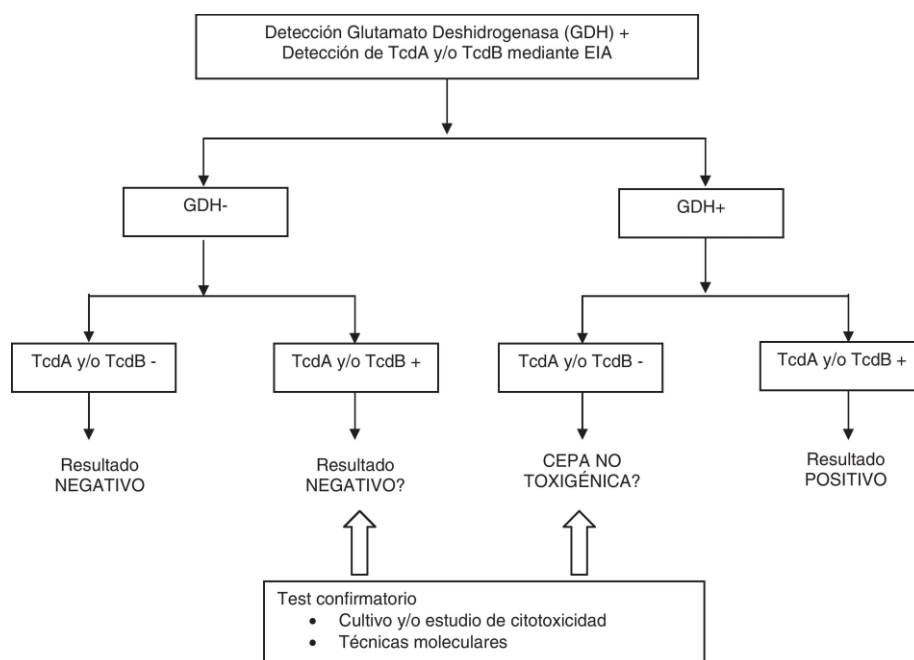 Detección Glutamato Deshidrogenasa (GDH) +
Detección de TcdA y/o TcdB mediante EIA
GDH-
GDH+
TcdA y/o TcdB -
TcdA y/o TcdB +
TcdA y/o TcdB -
TcdA y/o TcdB +
Resultado
NEGATIVO
Resultado
NEGATIVO?
CEPA NO
TOXIGÉNICA?
Resultado
POSITIVO
Test confirmatorio
• Cultivo y/o estudio de citotoxicidad
• Técnicas moleculares